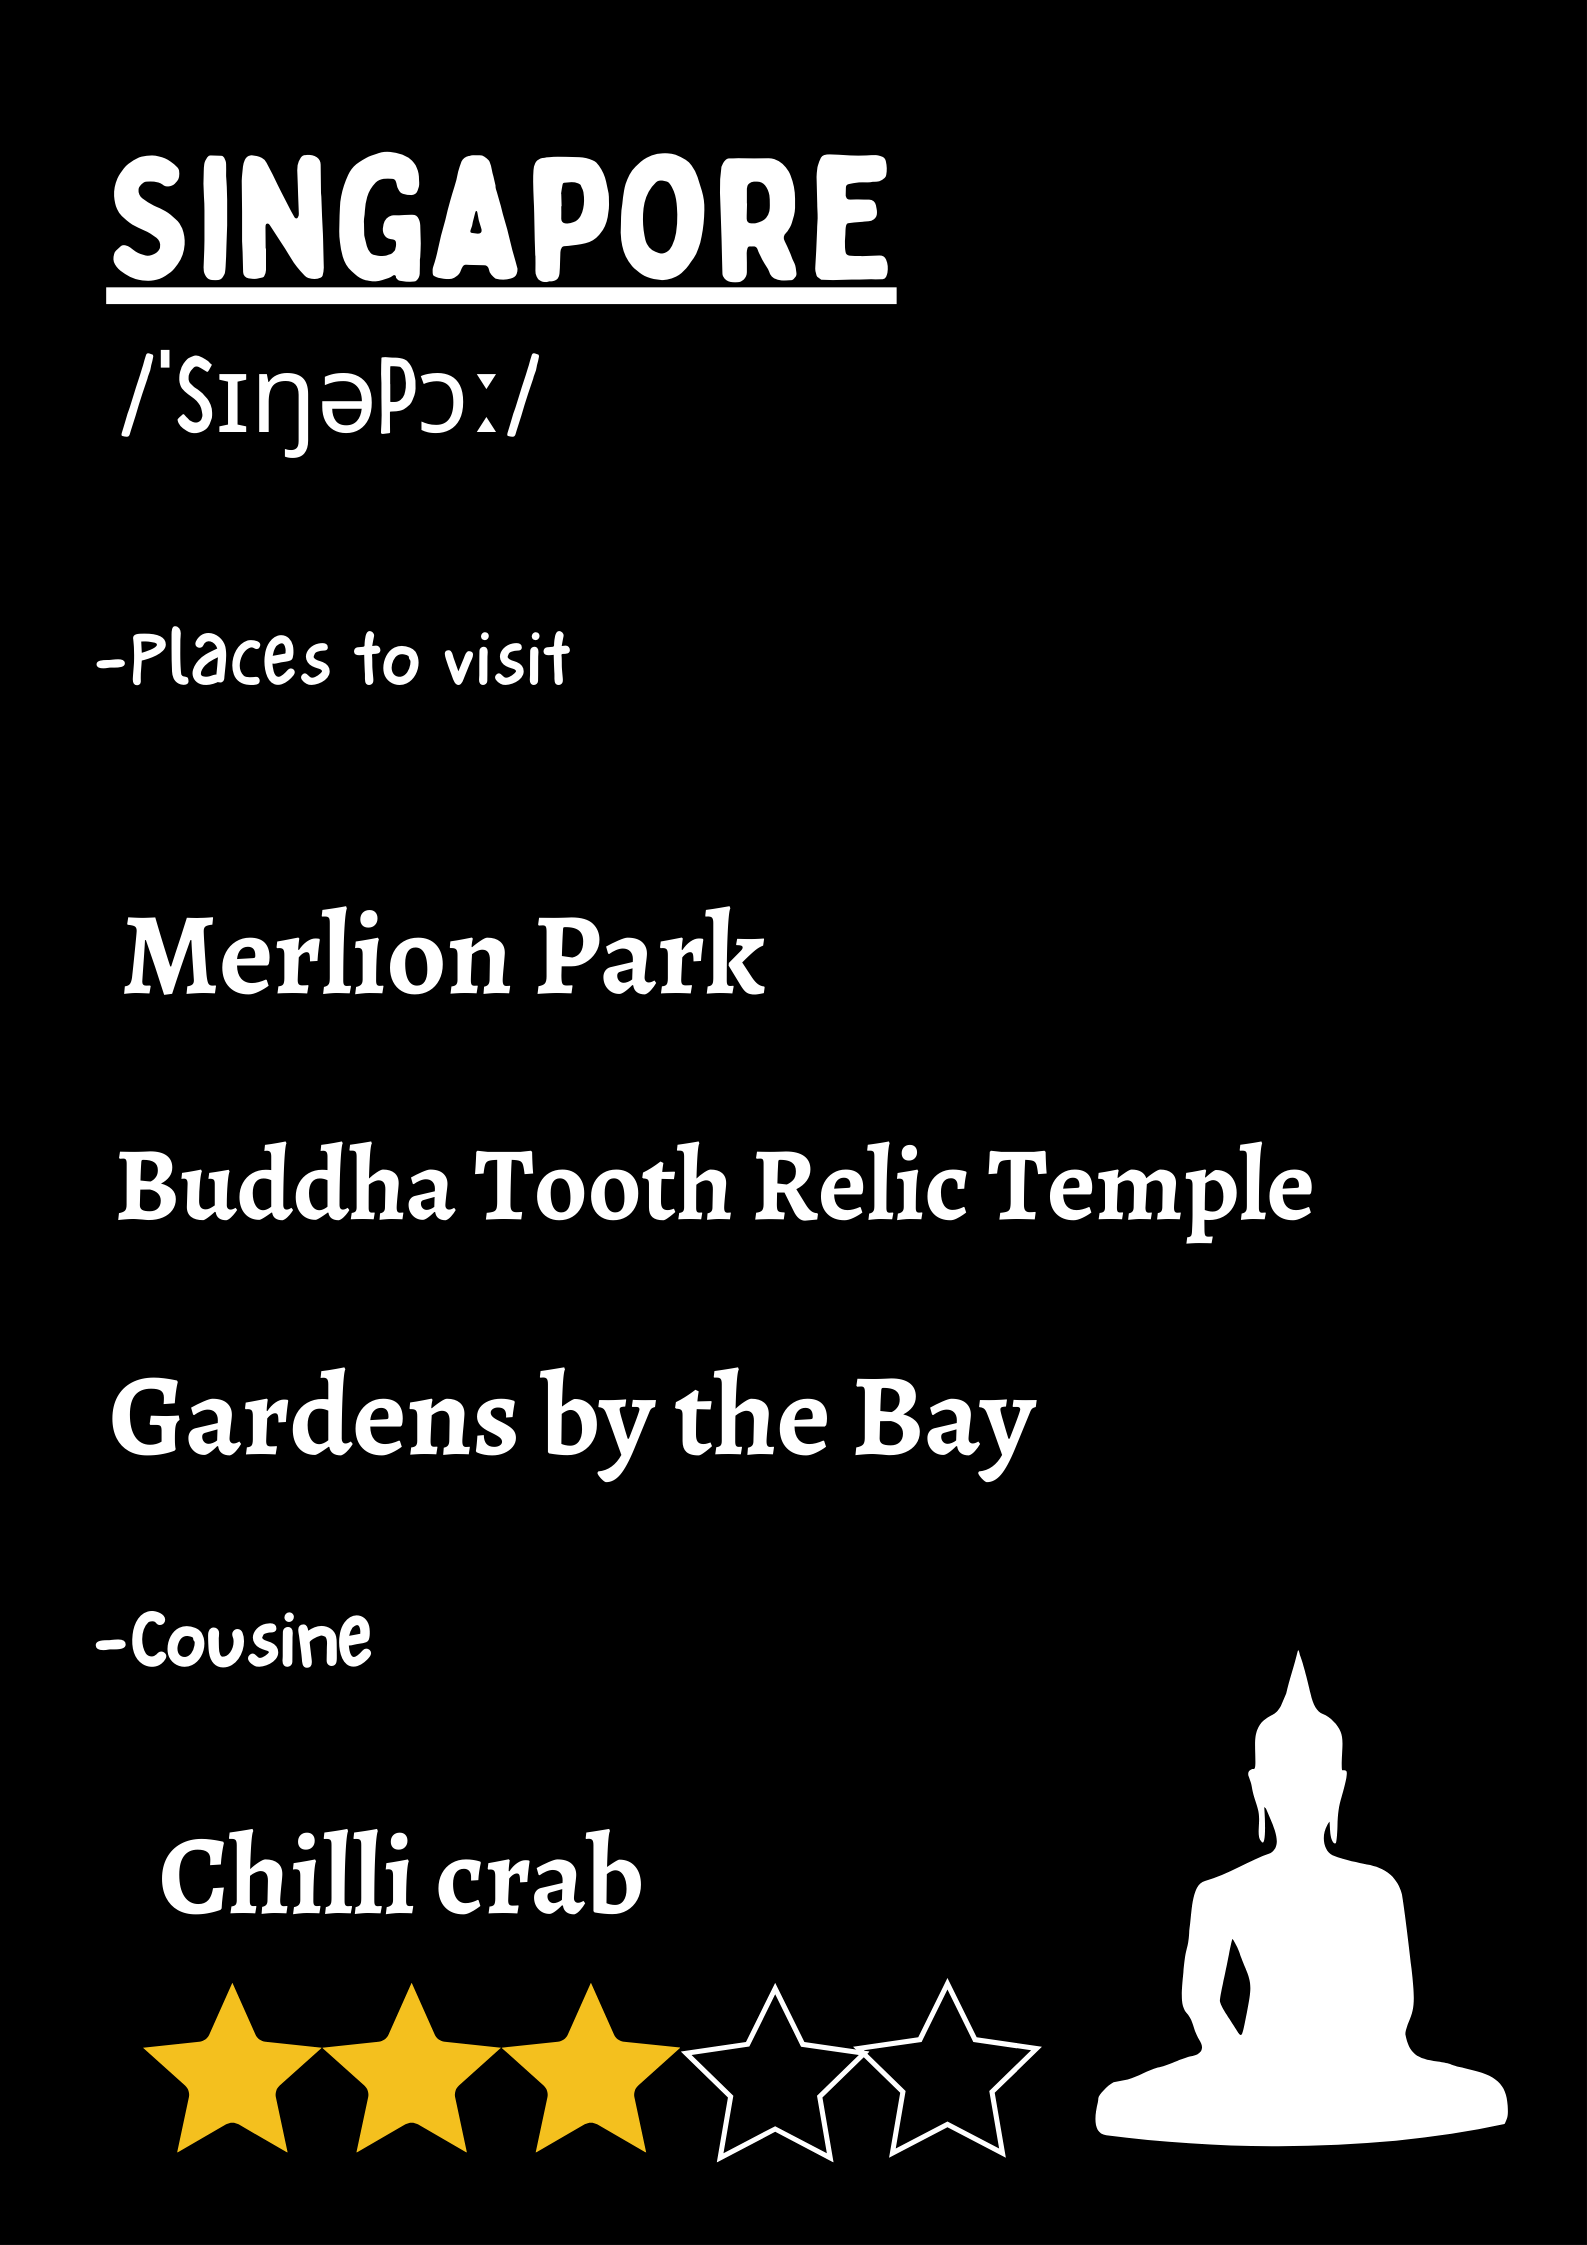 SINGAPORE
/ˈSɪŋəPɔː/
-Places to visit
Merlion Park
Buddha Tooth Relic Temple
Gardens by the Bay
-Cousine
Chilli crab